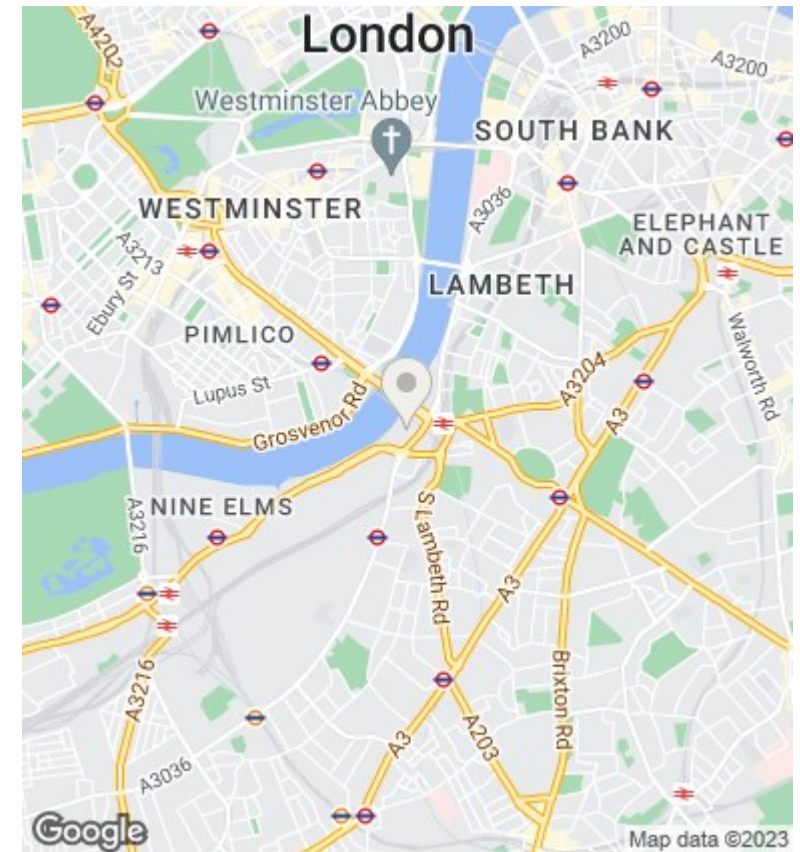 London
A4202
A3200
A3200
Westminster Abbey
SOUTH BANK
A3036
WESTMINSTER
ELEPHANT
AND CASTLE
A3213
Ebury St
LAMBETH
PIMLICO
Walworth Rd
Lupus St
A3204
Grosvenor Rd
A3
A3216
NINE ELMS
S Lambeth Rd
A3
Brixton Rd
A3216
A203
A3
A3036
Google
Map data ©2023